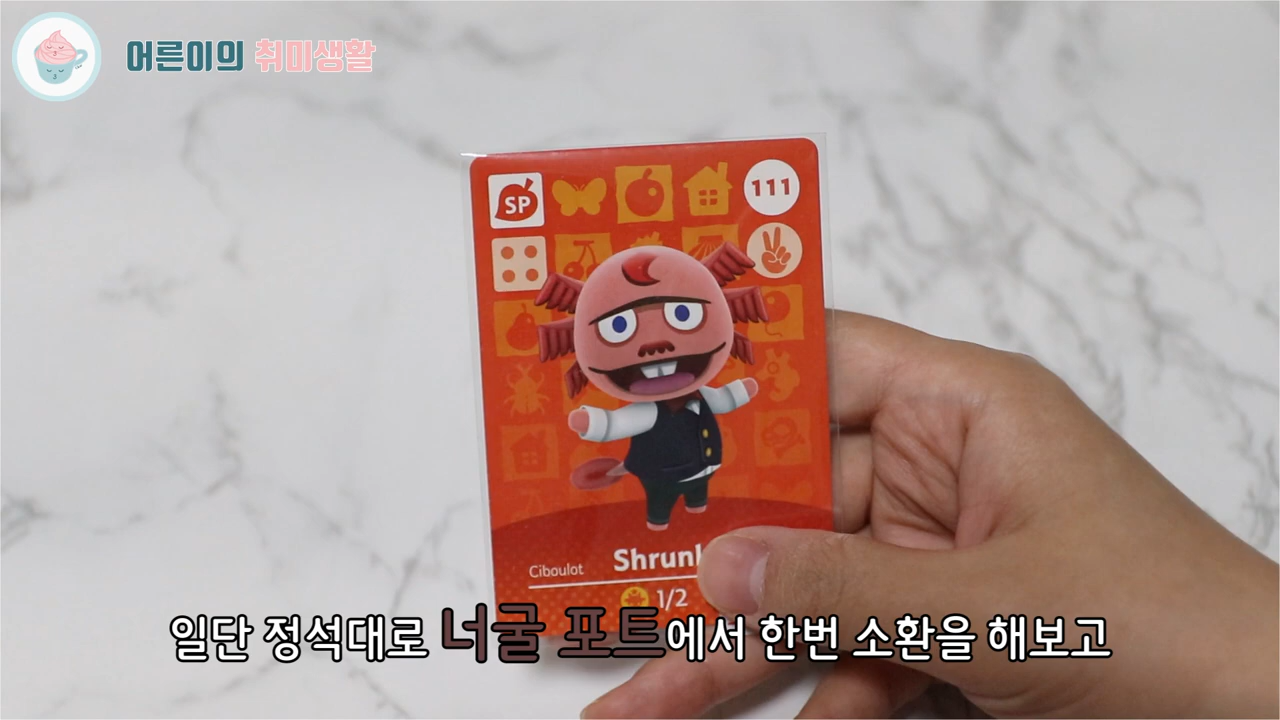 어른이의 취미생활
SP
111
Ciboulot
1/2
일단 정석대로 너굴 포트에서 한번 소환을 해보고